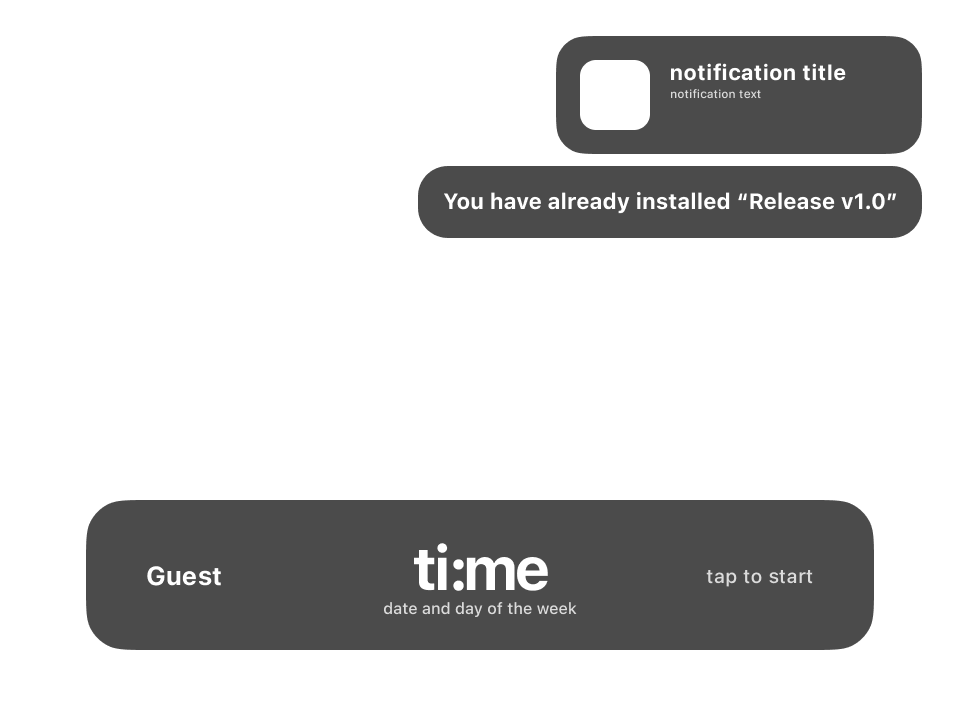 notification title
notification text
You have already installed “Release v1.0”
Guest
ti:me
date and day of the week
tap to start